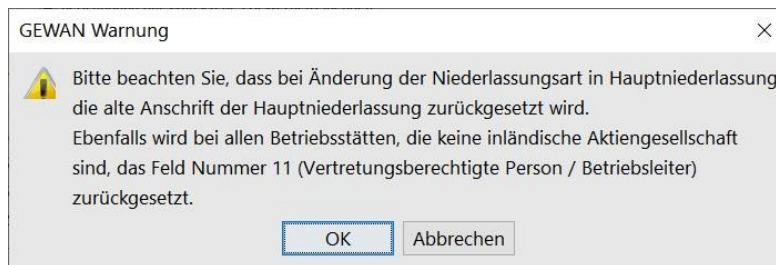 GEWAN Warnung
Bitte beachten Sie, dass bei Änderung der Niederlassungsart in Hauptniederlassung
die alte Anschrift der Hauptniederlassung zurückgesetzt wird.
Ebenfalls wird bei allen Betriebsstätten, die keine inländische Aktiengesellschaft
sind, das Feld Nummer 11 (Vertretungsberechtigte Person / Betriebsleiter)
zurückgesetzt.
OK
Abbrechen